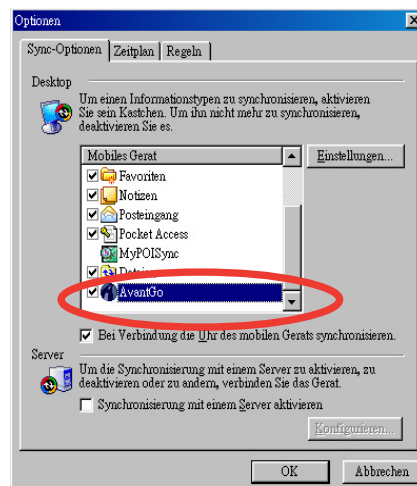 Optionen
Sync-Optionen Zeitplan Regeln
Desktop
Um einen Informationstypen zu synchronisieren, aktivieren
Sie sein Kastchen. Um ihn nicht mehr zu synchronisieren,
deaktivieren Sie es.
Mobiles Gerat
Einstellungen...
Favoriten
Notizen
Posteingang
Pocket Access
MyPOISync
AvantGo
Bei Verbindung die Uhr des mobilen Gerats synchronisieren.
Server
Um die Synchronisierung mit einem Server zu aktivieren, zu
deaktivieren oder zu andern, verbinden Sie das Gerat.
Synchronisierung mit einem Server aktivieren
Konfigurieren...
OK Abbrechen